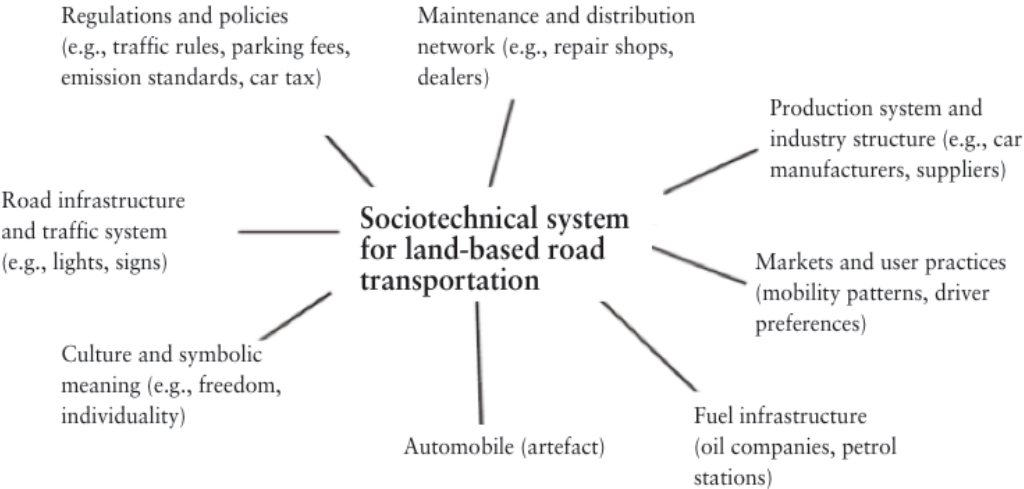 Regulations and policies
(e.g., traffic rules, parking fees,
emission standards, car tax)
Maintenance and distribution
network (e.g., repair shops,
dealers)
Production system and
industry structure (e.g., car
manufacturers, suppliers)
Road infrastructure
and traffic system
(e.g., lights, signs)
Sociotechnical system
for land-based road
transportation
Markets and user practices
(mobility patterns, driver
preferences)
Culture and symbolic
meaning (e.g., freedom,
individuality)
Automobile (artefact)
Fuel infrastructure
(oil companies, petrol
stations)